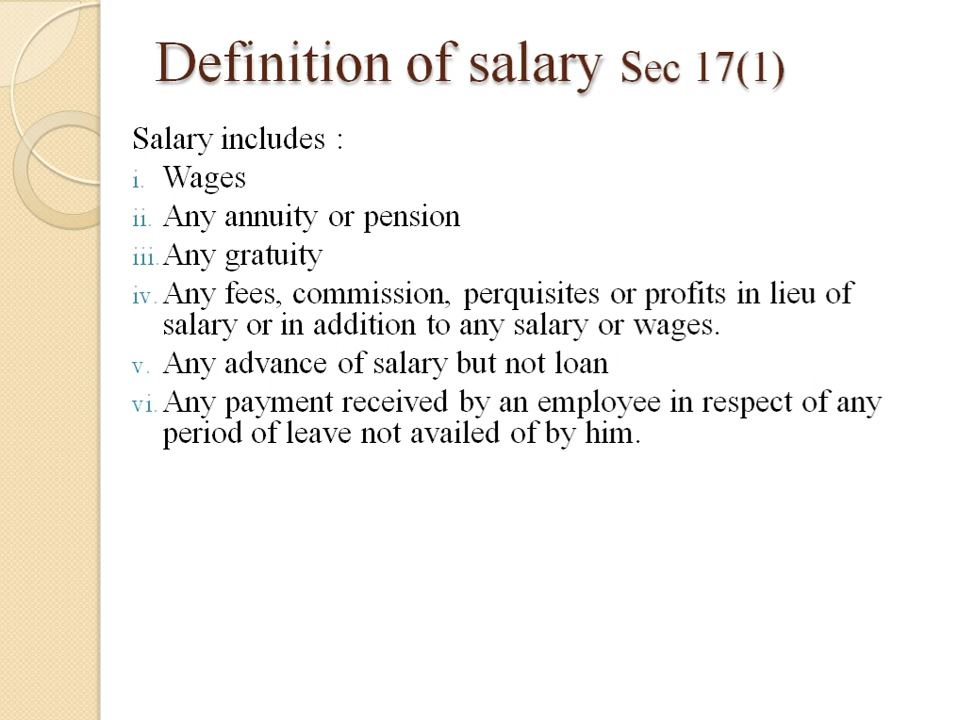 Definition of salary Sec 17(1)
Salary includes :
i. Wages
ii. Any annuity or pension
iii. Any gratuity
iv. Any fees, commission, perquisites or profits in lieu of
salary or in addition to any salary or wages.
v. Any advance of salary but not loan
vi. Any payment received by an employee in respect of any
period of leave not availed of by him.